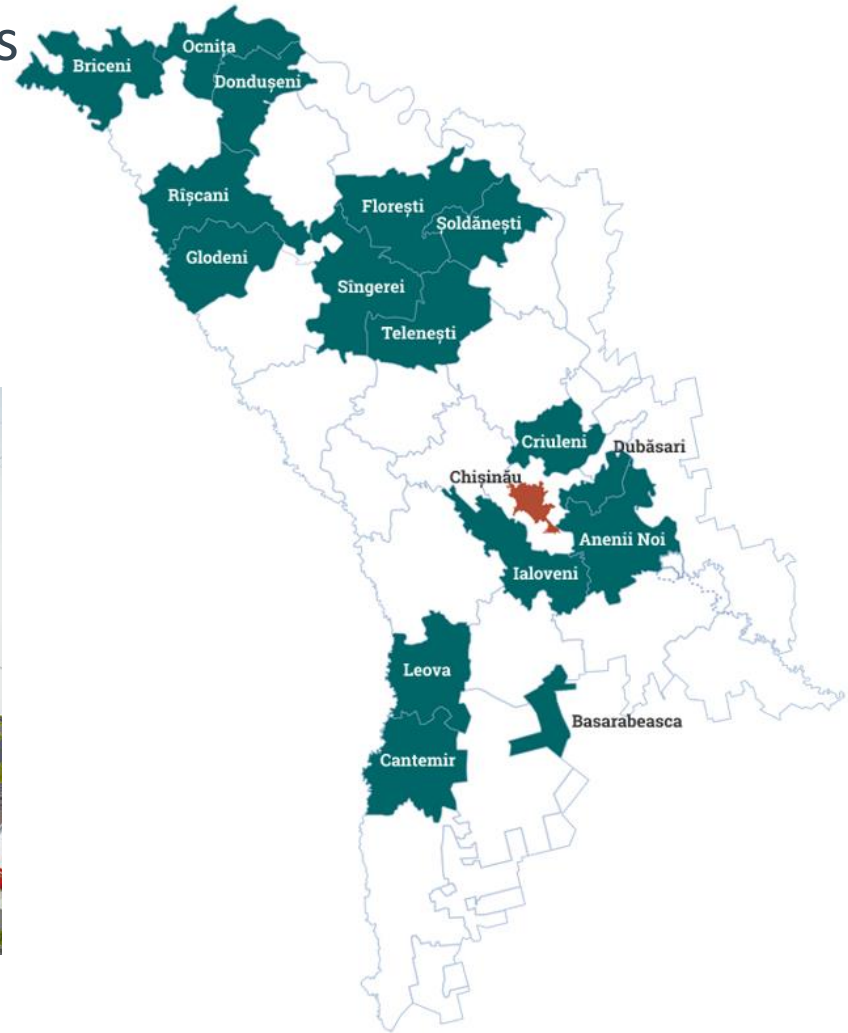 s
Ocnița
Briceni
Dondușeni
Rîșcani
Florești
Șoldănești
Glodeni
Sîngerei
Telenești
Criuleni
Dubăsari
Chișinău
Anenii Noi
Ialoveni
Leova
Basarabeasca
Cantemir